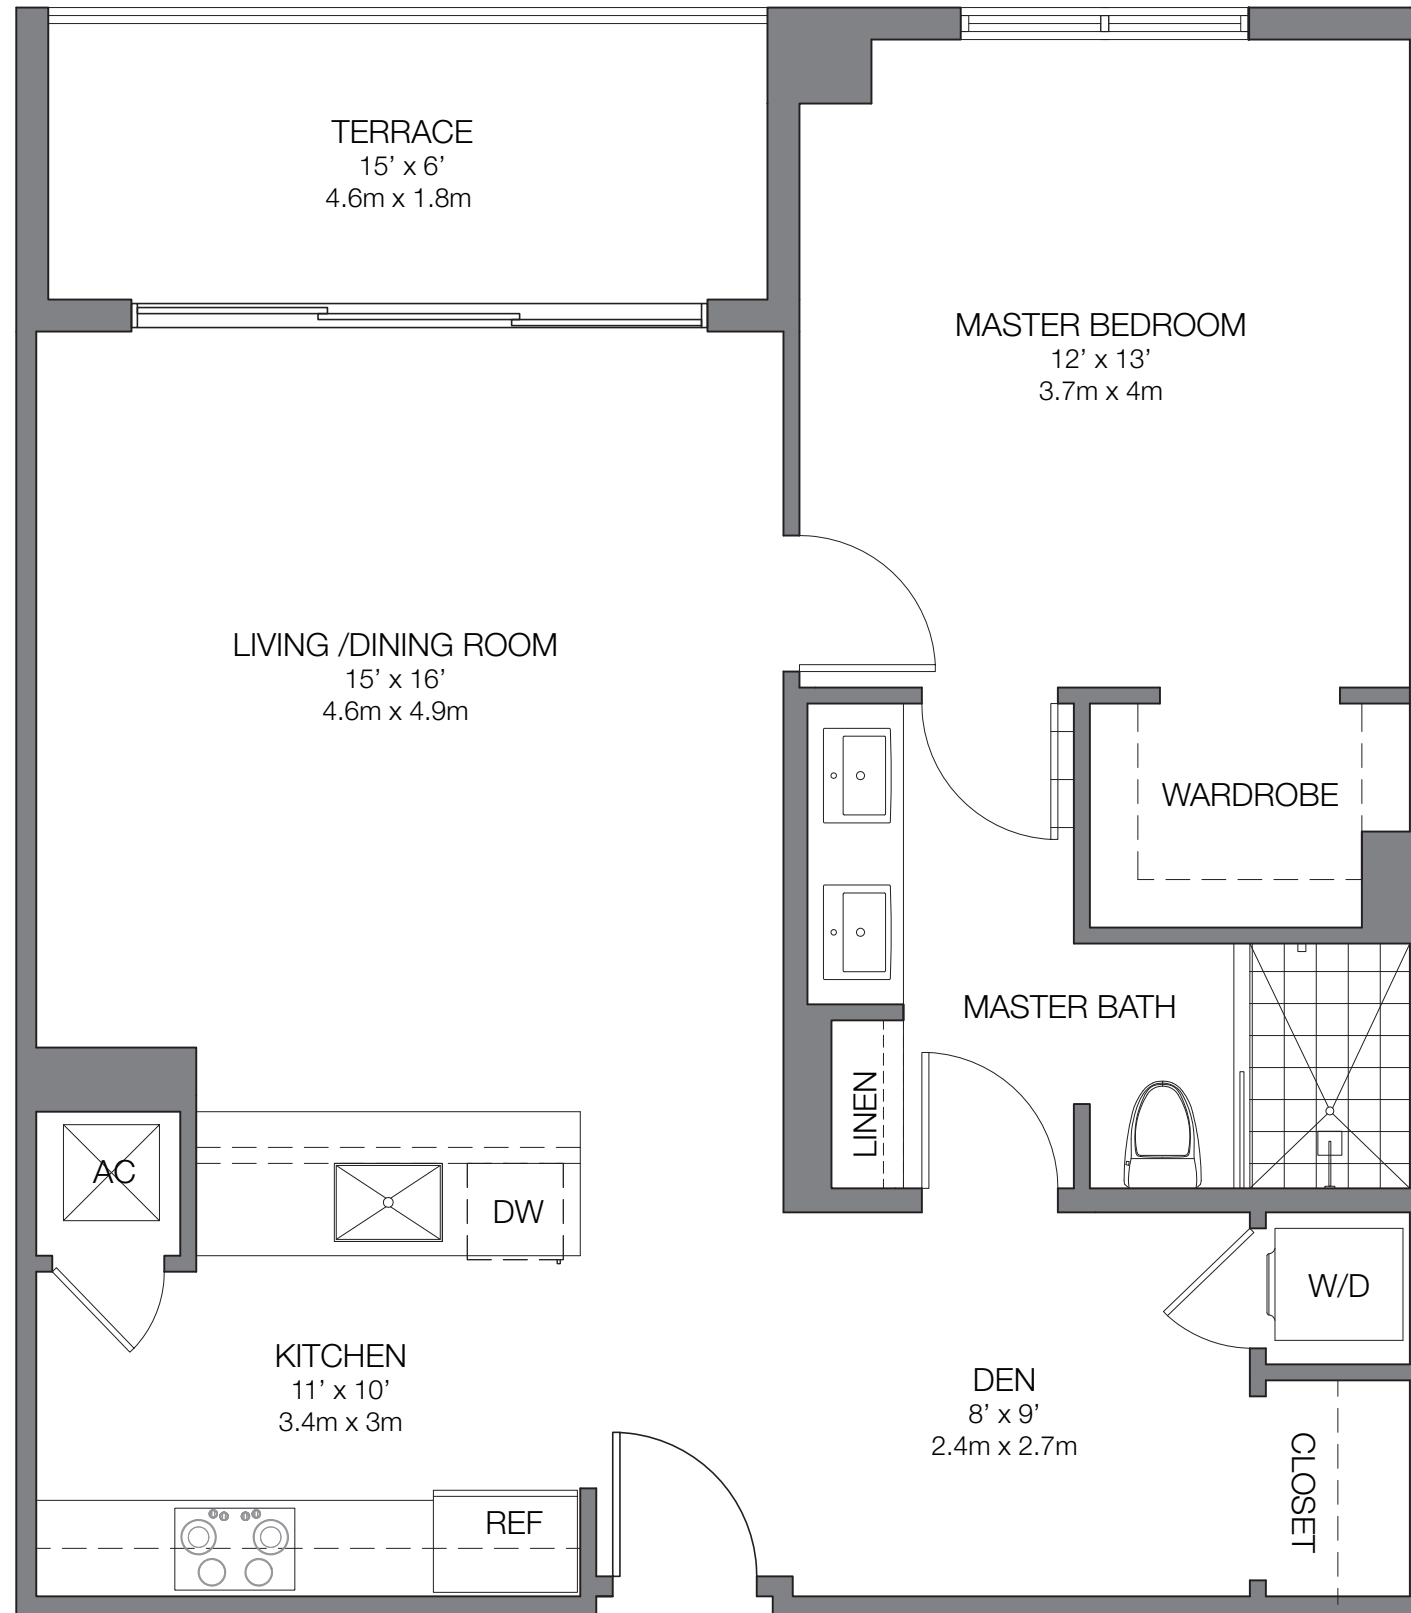 TERRACE
15’ x 6’
4.6m x 1.8m
MASTER BEDROOM
12’ x 13’
3.7m x 4m
LIVING /DINING ROOM
15’ x 16’
4.6m x 4.9m
WARDROBE
MASTER BATH
LINEN
AC
DW
W/D
KITCHEN
11’ x 10’
3.4m x 3m
DEN
8’ x 9’
2.4m x 2.7m
CLOSET
REF